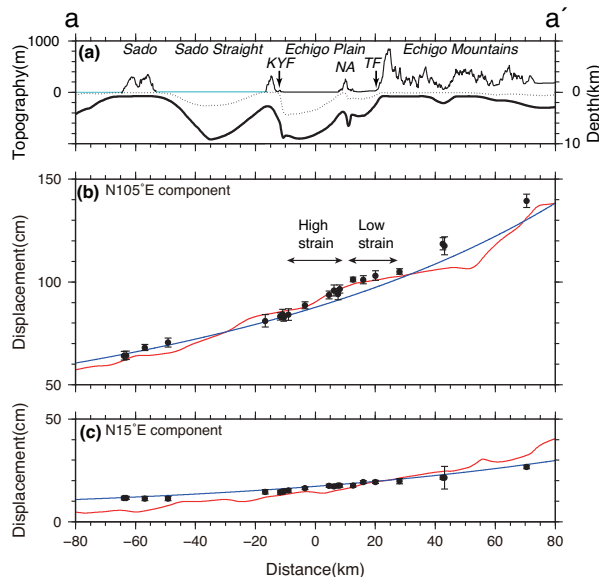 a a´
(a) Sado Sado Straight Echigo Plain Echigo Mountains
KYF NA TF
1000
0
0
10
Topography(m)
Depth(km)
(b) N105°E component
150
100
50
High strain
Low strain
Displacement(cm)
(c) N15°E component
50
0
Displacement(cm)
−80 −60 −40 −20 0 20 40 60 80
Distance(km)